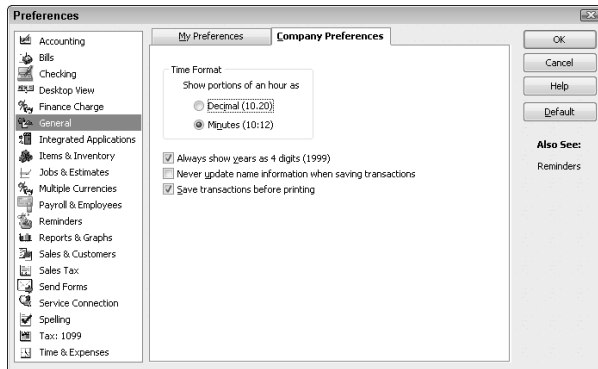 Preferences
Accounting
Bills
Checking
Desktop View
Finance Charge
General
Integrated Applications
Items & Inventory
Jobs & Estimates
Multiple Currencies
Payroll & Employees
Reminders
Reports & Graphs
Sales & Customers
Sales Tax
Send Forms
Service Connection
Spelling
Tax: 1099
Time & Expenses
My Preferences
Company Preferences
Time Format
Show portions of an hour as
Decimal (10.20)
Minutes (10:12)
Always show years as 4 digits (1999)
Never update name information when saving transactions
Save transactions before printing
OK
Cancel
Help
Default
Also See:
Reminders